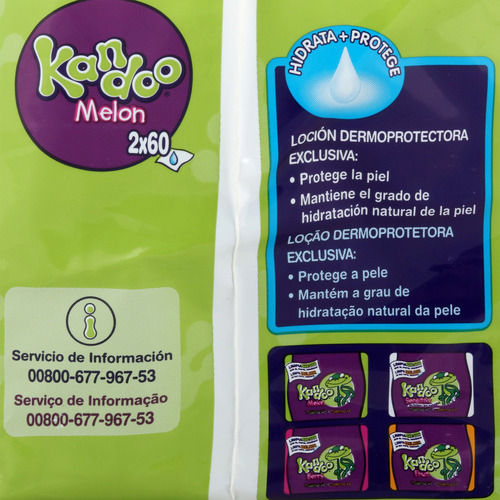 Kandoo
Melon
2x60
HIDRATA + PROTEGE
LOCIÓN DERMOPROTECTORA
EXCLUSIVA:
• Protege la piel
• Mantiene el grado de
hidratación natural de la piel
LOÇÃO DERMOPROTETORA
EXCLUSIVA:
• Protege a pele
• Mantém a grau de
hidratação natural da pele
i
Servicio de Información
00800-677-967-53
Serviço de Informação
00800-677-967-53
Kandoo
Melon
Kandoo
Sensitive
Kandoo
Kandoo